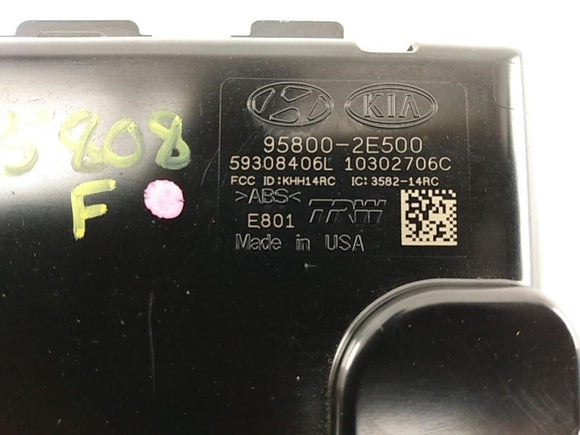 KIA
95800-2E500
59308406L 10302706C
FCC ID:KHH14RC IC:3582-14RC
>ABS<
E801 TRW
Made in USA
5808
F